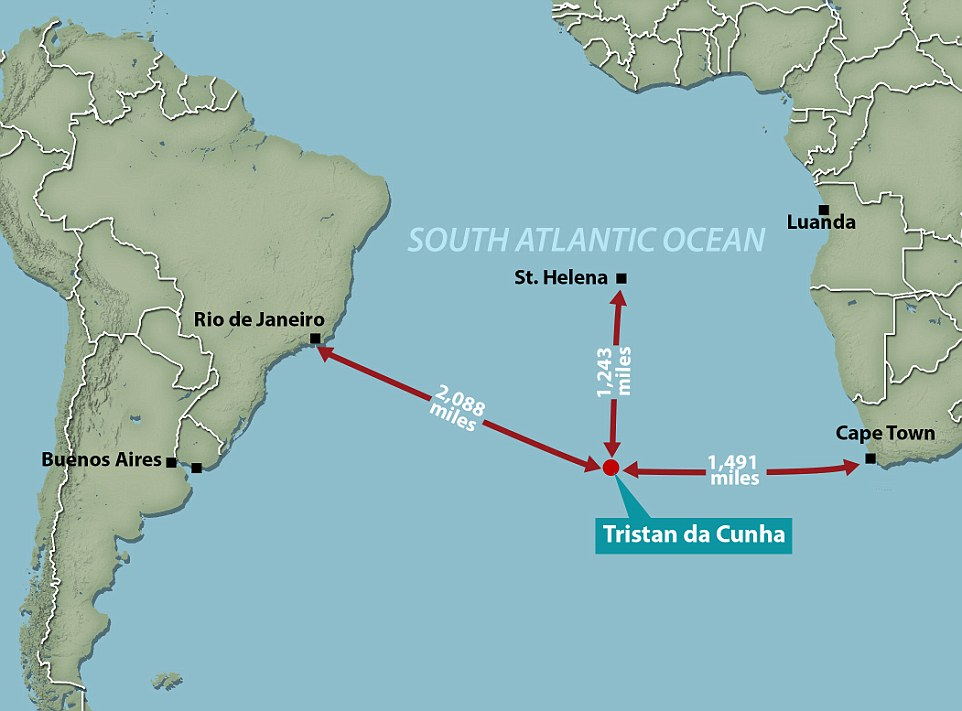 SOUTH ATLANTIC OCEAN
Luanda
St. Helena
Rio de Janeiro
1,243
miles
2,088
miles
Cape Town
Buenos Aires
1,491
miles
Tristan da Cunha